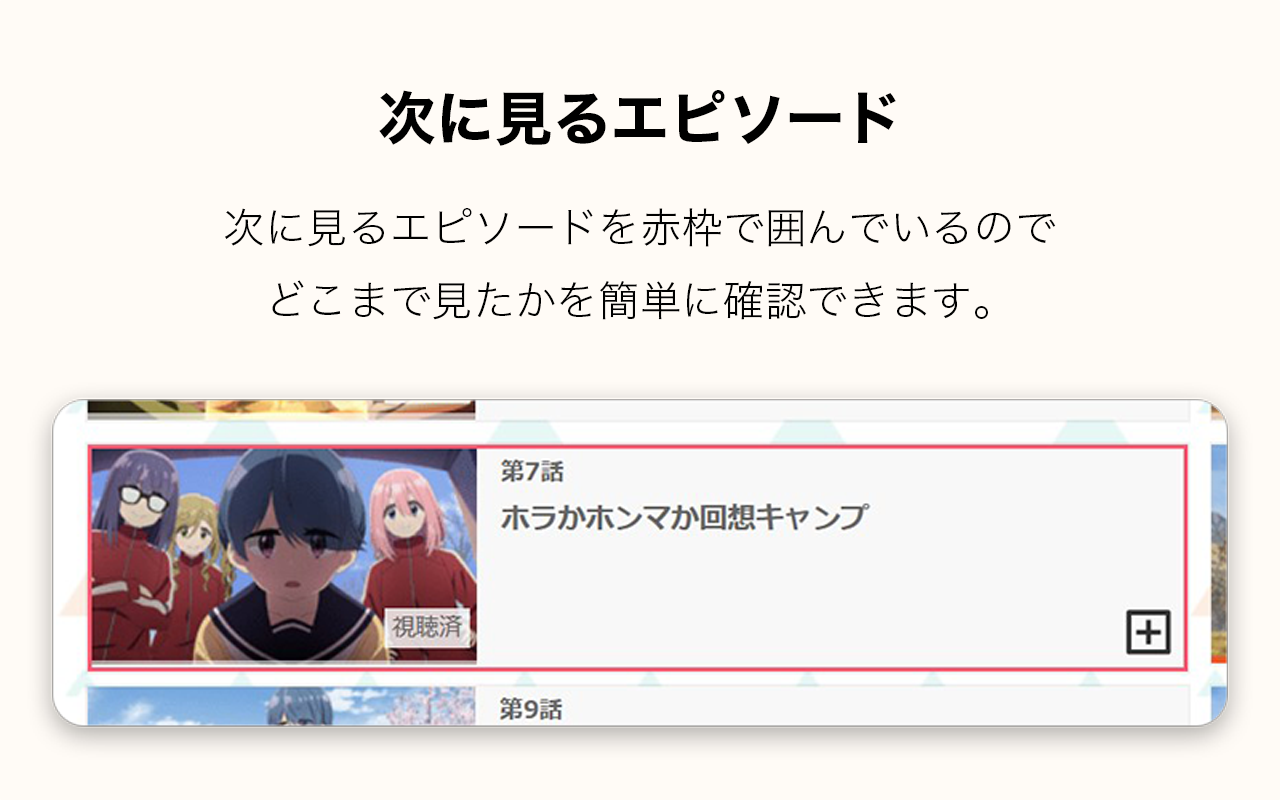 次に見るエピソード
次に見るエピソードを赤枠で囲んでいるので
どこまで見たかを簡単に確認できます。
第7話
ホラかホンマか回想キャンプ
視聴済
第9話